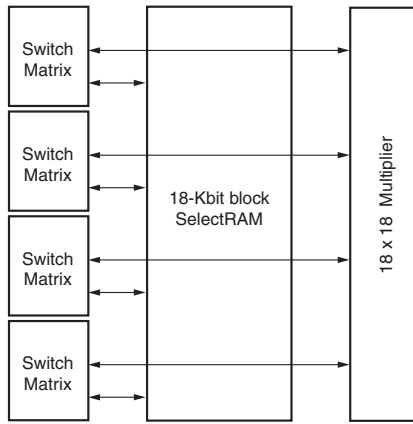 Switch
Matrix
Switch
Matrix
18-Kbit block
SelectRAM
18 x 18 Multiplier
Switch
Matrix
Switch
Matrix